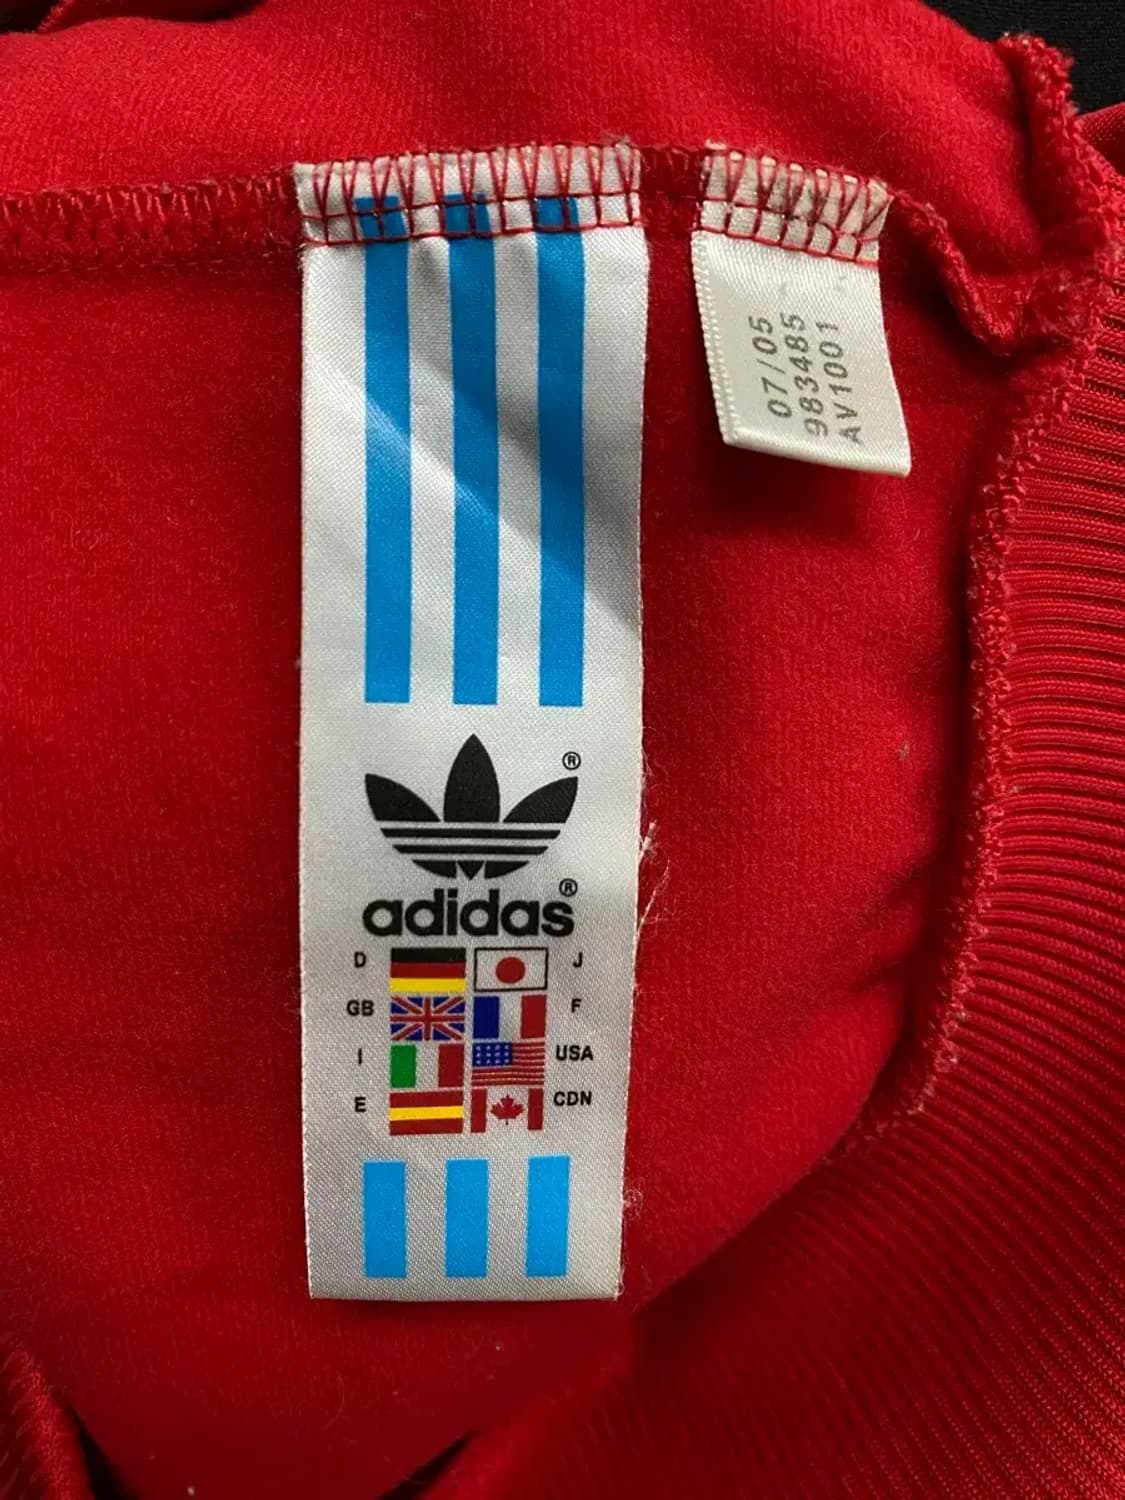 07/05
983485
AV1001
®
adidas®
D J
GB F
I USA
E CDN